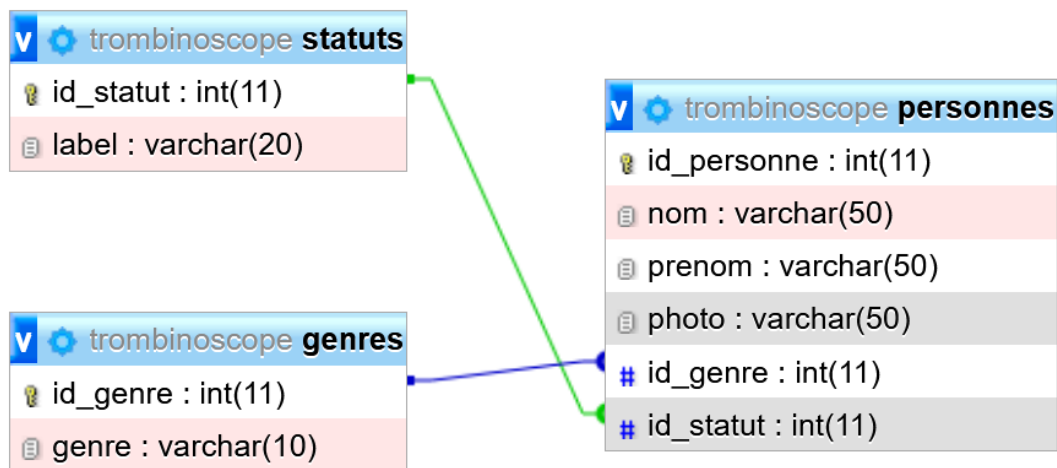 v trombinoscope statuts
id_statut : int(11)
label : varchar(20)
v trombinoscope genres
id_genre : int(11)
genre : varchar(10)
v trombinoscope personnes
id_personne : int(11)
nom : varchar(50)
prenom : varchar(50)
photo : varchar(50)
# id_genre : int(11)
# id_statut : int(11)